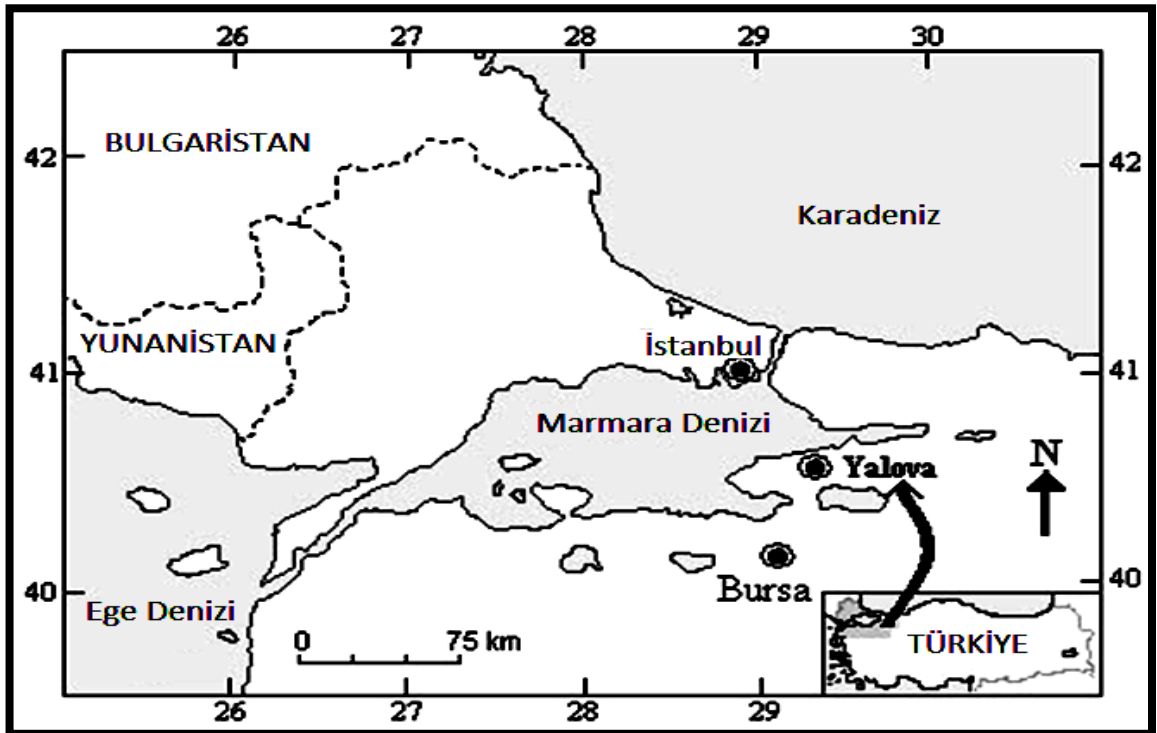 26 27 28 29 30
BULGARİSTAN
42 42
Karadeniz
YUNANİSTAN
İstanbul
41 41
Marmara Denizi
Yalova
N
Bursa
40 40
Ege Denizi
0 75 km
TÜRKİYE
26 27 28 29